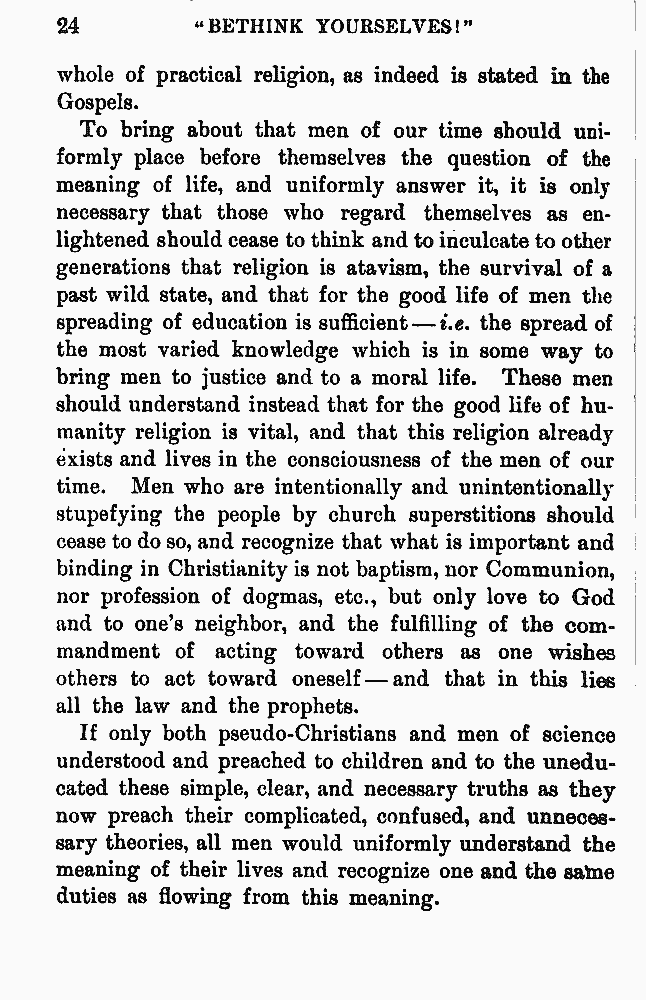 24 "BETHINK YOURSELVES!"
whole of practical religion, as indeed is stated in the
Gospels.
To bring about that men of our time should uni-
formly place before themselves the question of the
meaning of life, and uniformly answer it, it is only
necessary that those who regard themselves as en-
lightened should cease to think and to inculcate to other
generations that religion is atavism, the survival of a
past wild state, and that for the good life of men the
spreading of education is sufficient—i.e. the spread of
the most varied knowledge which is in some way to
bring men to justice and to a moral life. These men
should understand instead that for the good life of hu-
manity religion is vital, and that this religion already
exists and lives in the consciousness of the men of our
time. Men who are intentionally and unintentionally
stupefying the people by church superstitions should
cease to do so, and recognize that what is important and
binding in Christianity is not baptism, nor Communion,
nor profession of dogmas, etc., but only love to God
and to one's neighbor, and the fulfilling of the com-
mandment of acting toward others as one wishes
others to act toward oneself—and that in this lies
all the law and the prophets.
If only both pseudo-Christians and men of science
understood and preached to children and to the unedu-
cated these simple, clear, and necessary truths as they
now preach their complicated, confused, and unneces-
sary theories, all men would uniformly understand the
meaning of their lives and recognize one and the same
duties as flowing from this meaning.